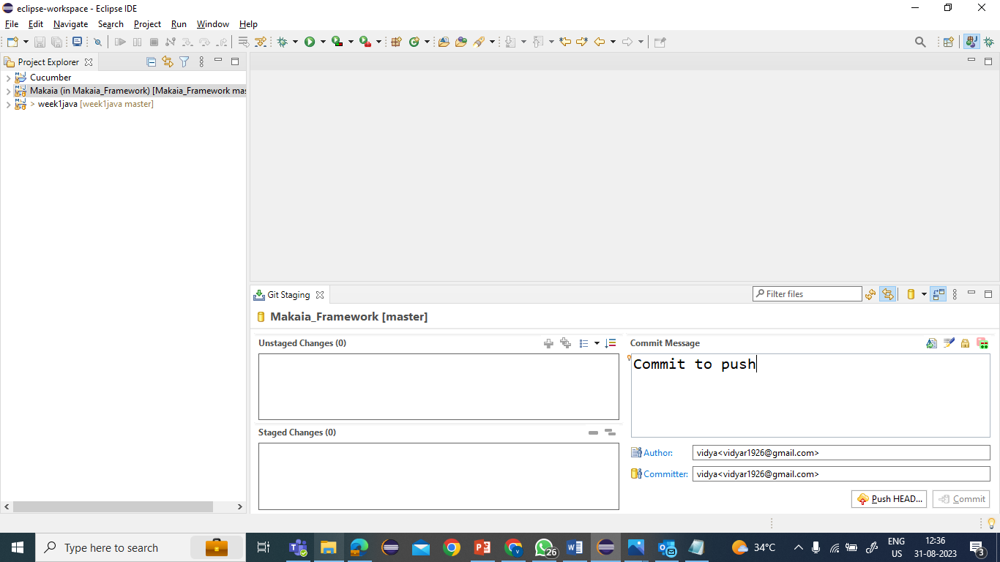 eclipse-workspace - Eclipse IDE
File Edit Navigate Search Project Run Window Help
Project Explorer
Cucumber
Makaia (in Makaia_Framework) [Makaia_Framework mas
> week1java [week1java master]
Git Staging
Filter files
Makaia_Framework [master]
Unstaged Changes (0)
Commit Message
Commit to push
Staged Changes (0)
Author: vidya<vidyar1926@gmail.com>
Committer: vidya<vidyar1926@gmail.com>
Push HEAD... Commit
Type here to search
26
34°C
ENG
US
12:36
31-08-2023
3